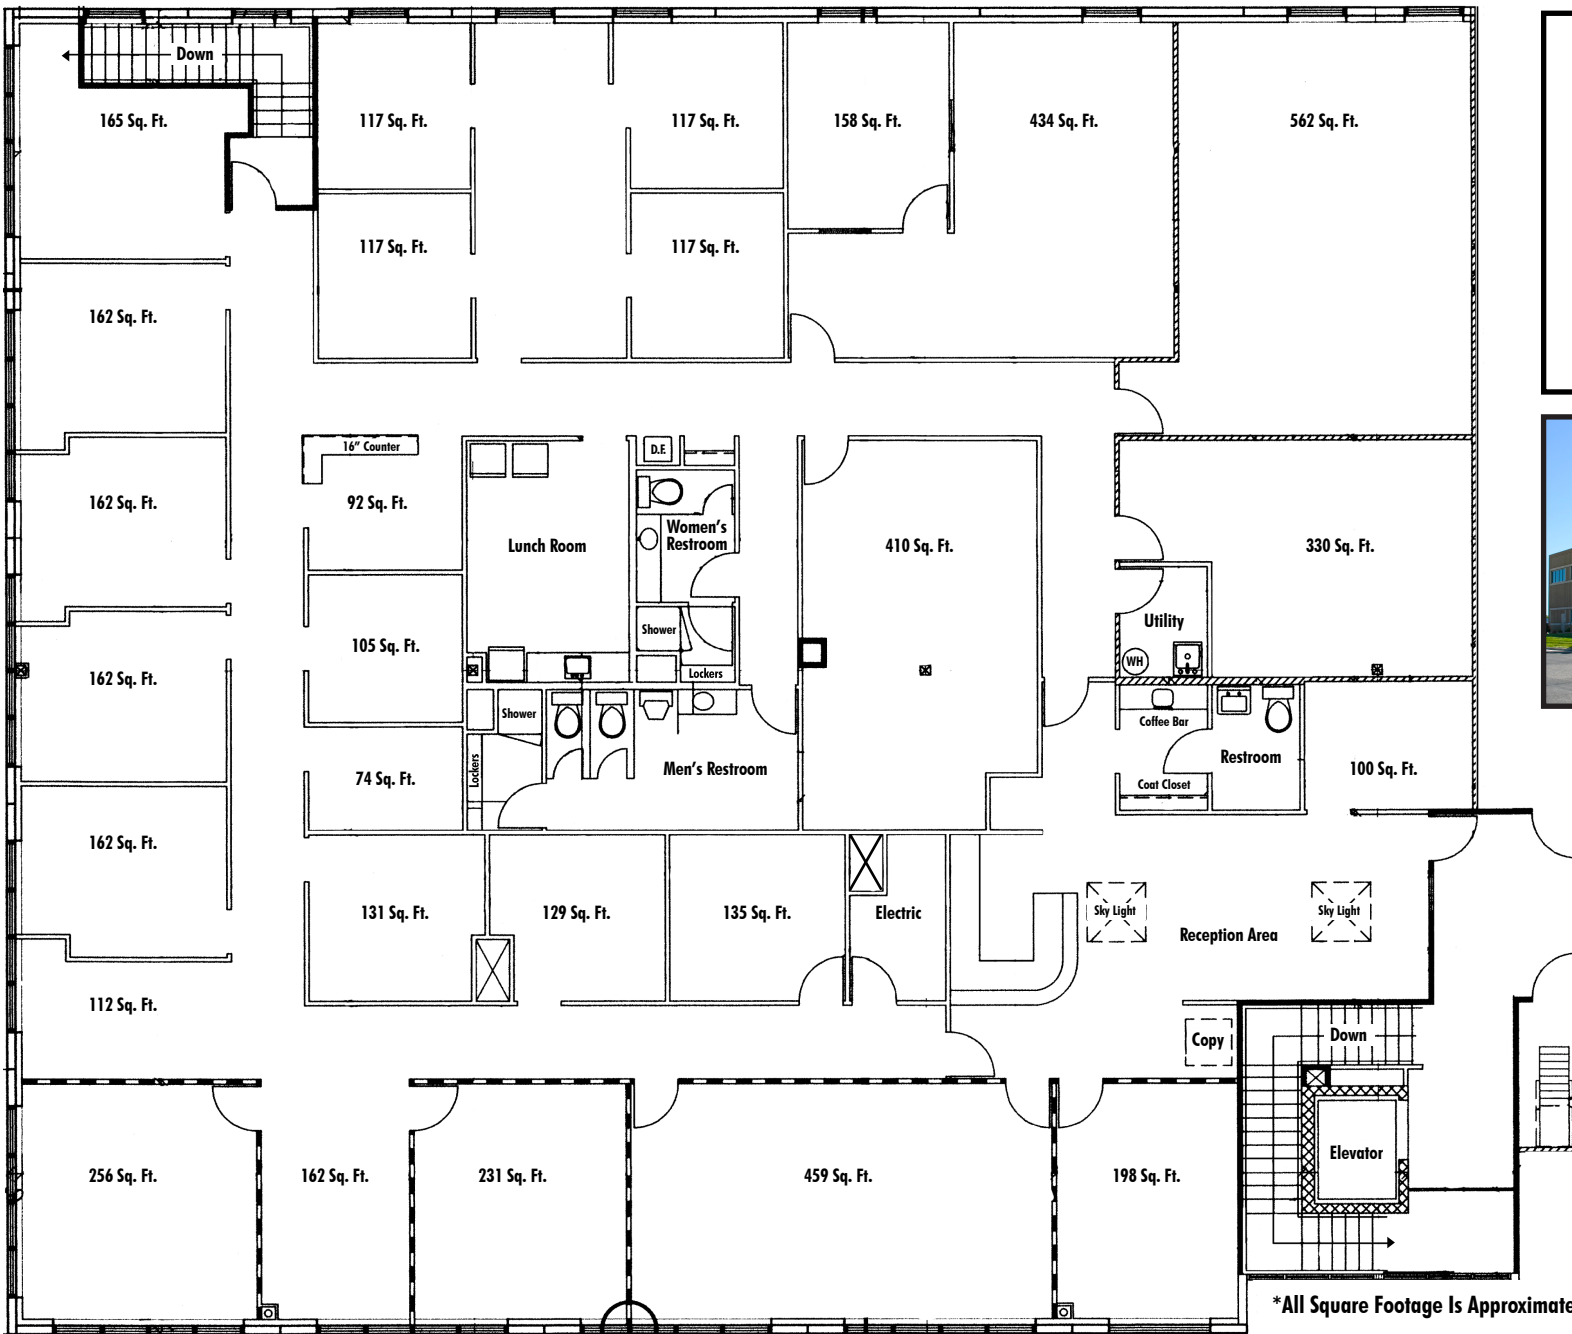 Down
165 Sq. Ft.
117 Sq. Ft.
117 Sq. Ft.
158 Sq. Ft.
434 Sq. Ft.
562 Sq. Ft.
117 Sq. Ft.
117 Sq. Ft.
162 Sq. Ft.
16" Counter
D.F.
162 Sq. Ft.
92 Sq. Ft.
Lunch Room
Women's
Restroom
410 Sq. Ft.
330 Sq. Ft.
Utility
Shower
105 Sq. Ft.
WH
162 Sq. Ft.
Lockers
Shower
Coffee Bar
Lockers
74 Sq. Ft.
Men's Restroom
Restroom
100 Sq. Ft.
Coat Closet
162 Sq. Ft.
131 Sq. Ft.
129 Sq. Ft.
135 Sq. Ft.
Electric
Sky Light
Sky Light
Reception Area
112 Sq. Ft.
Copy
Down
Elevator
256 Sq. Ft.
162 Sq. Ft.
231 Sq. Ft.
459 Sq. Ft.
198 Sq. Ft.
*All Square Footage Is Approximate